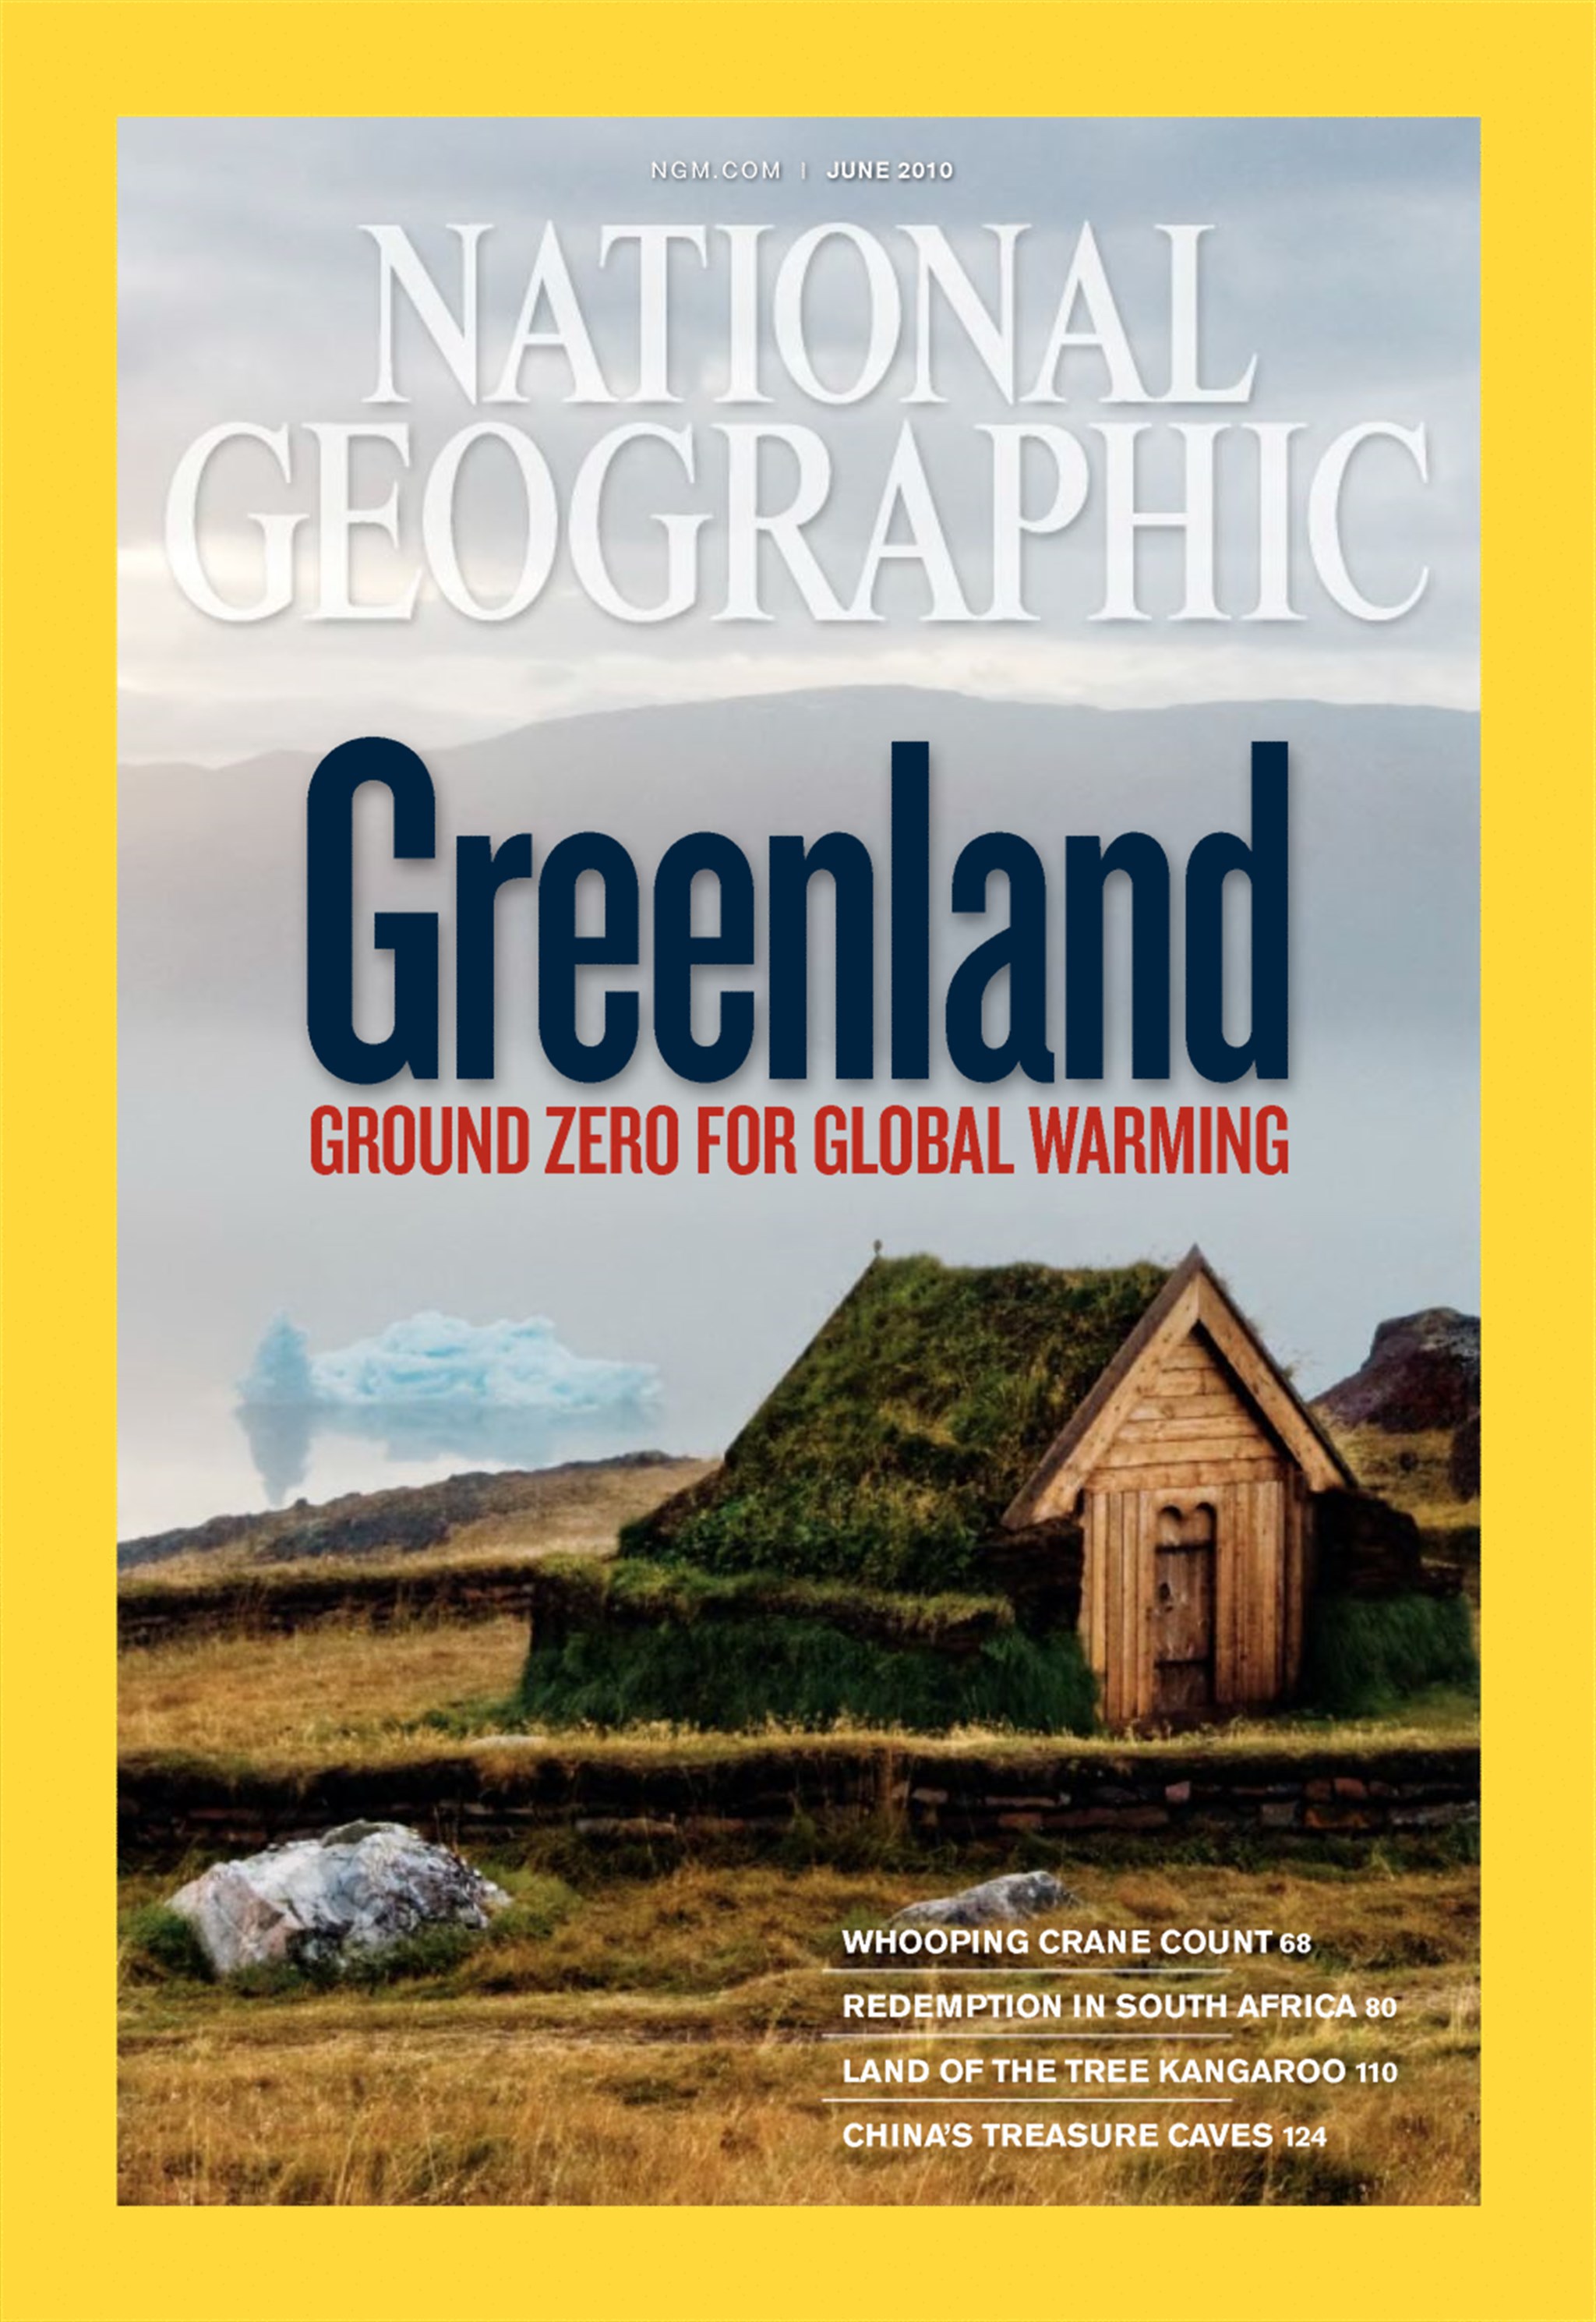 NGM.COM | JUNE 2010
NATIONAL
GEOGRAPHIC
Greenland
GROUND ZERO FOR GLOBAL WARMING
WHOOPING CRANE COUNT 68
REDEMPTION IN SOUTH AFRICA 80
LAND OF THE TREE KANGAROO 110
CHINA'S TREASURE CAVES 124